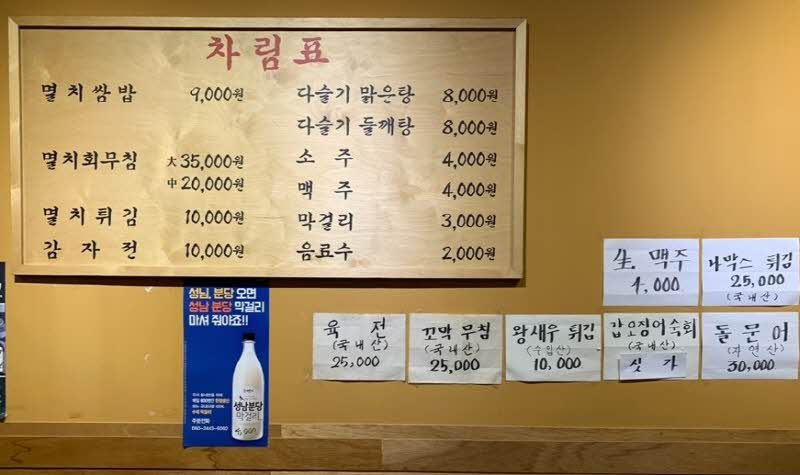 차림표
멸치쌈밥 9,000원
멸치회무침 大 35,000원
中 20,000원
멸치튀김 10,000원
감자전 10,000원
다슬기 맑은탕 8,000원
다슬기 들깨탕 8,000원
소주 4,000원
맥주 4,000원
막걸리 3,000원
음료수 2,000원
生 맥주
4,000
나막스 튀김
25,000
(국내산)
육전
(국내산)
25,000
꼬막무침
(국내산)
25,000
왕새우 튀김
(수입산)
10,000
갑오징어숙회
(국내산)
싯가
돌문어
(자연산)
30,000
성남, 분당 오면
성남 분당 막걸리
마셔 줘야죠!!
주문전화
성남분당
막걸리
4,000